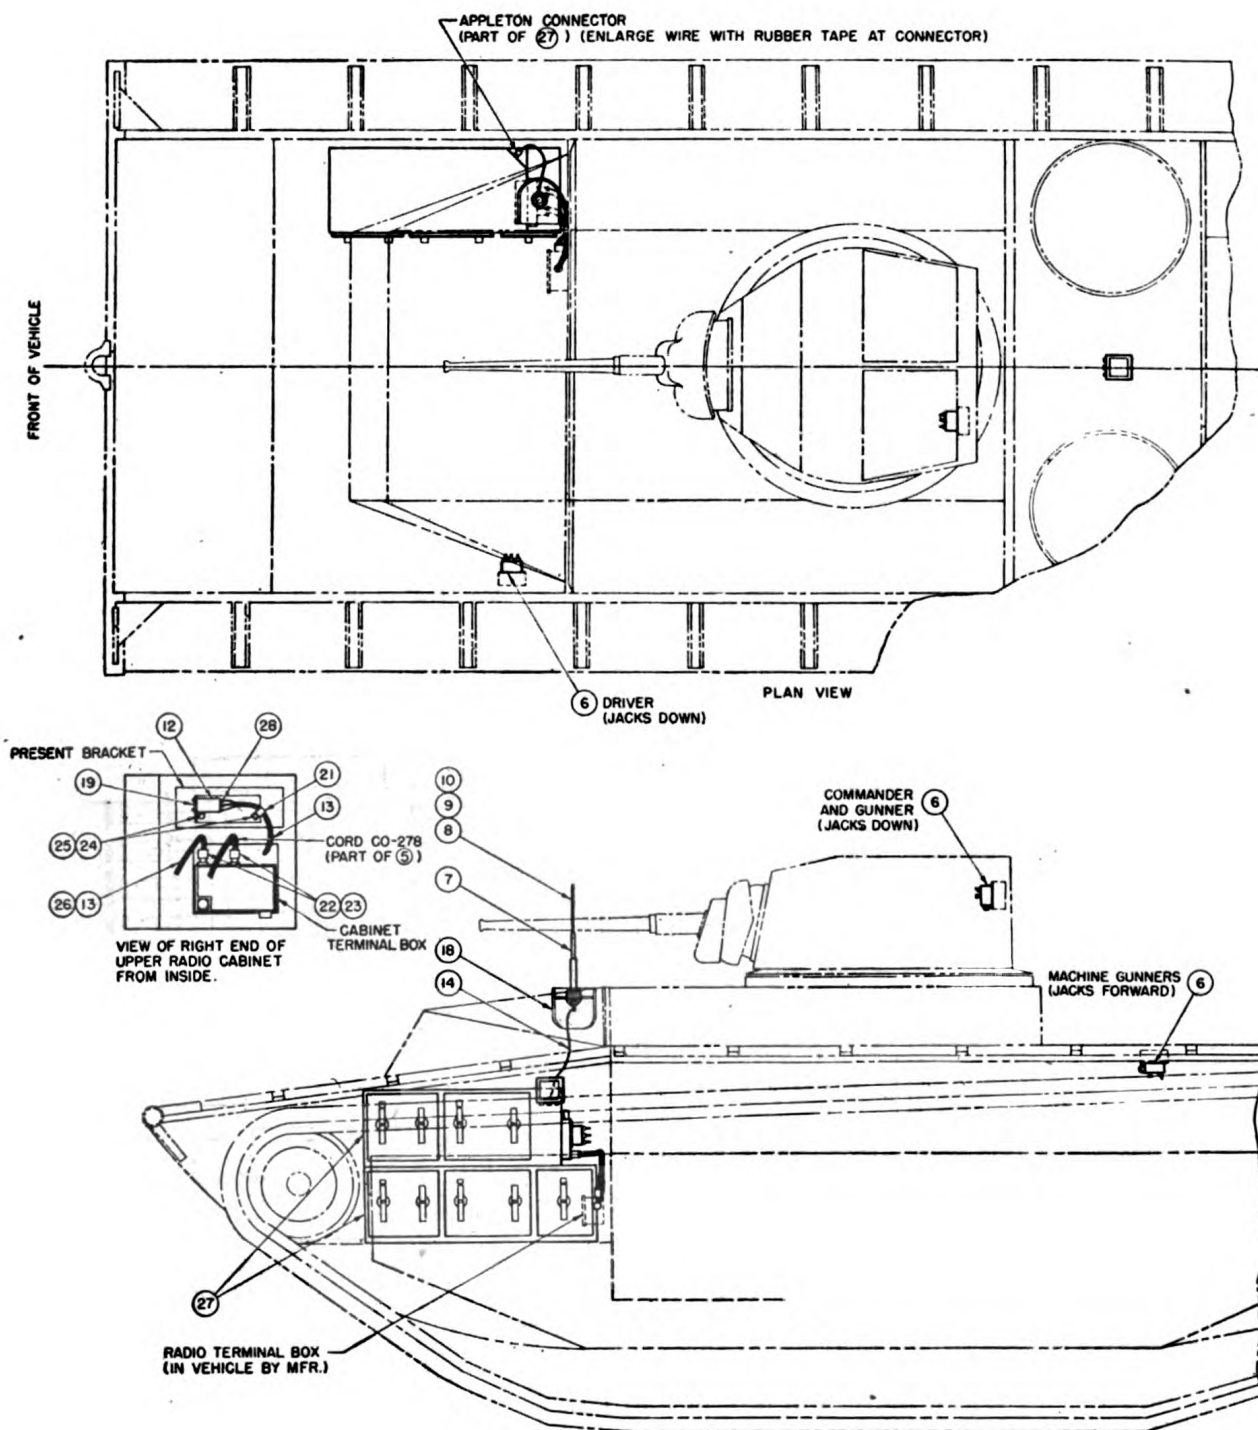 APPLETON CONNECTOR
(PART OF 27) (ENLARGE WIRE WITH RUBBER TAPE AT CONNECTOR)
FRONT OF VEHICLE
6 DRIVER
(JACKS DOWN)
PLAN VIEW
12
28
PRESENT BRACKET
19
21
13
25 24
CORD CO-278
(PART OF 5)
26 13
22 23
CABINET
TERMINAL BOX
VIEW OF RIGHT END OF
UPPER RADIO CABINET
FROM INSIDE.
10
9
8
7
18
14
COMMANDER
AND GUNNER
(JACKS DOWN)
6
MACHINE GUNNERS
(JACKS FORWARD)
6
27
RADIO TERMINAL BOX
(IN VEHICLE BY MFR.)